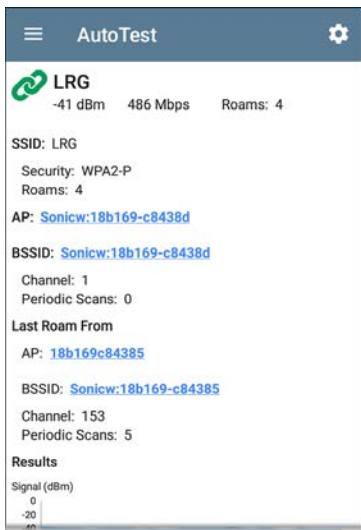 AutoTest
LRG
-41 dBm 486 Mbps Roams: 4
SSID: LRG
Security: WPA2-P
Roams: 4
AP: Sonicw:18b169-c8438d
BSSID: Sonicw:18b169-c8438d
Channel: 1
Periodic Scans: 0
Last Roam From
AP: 18b169c84385
BSSID: Sonicw:18b169-c84385
Channel: 153
Periodic Scans: 5
Results
Signal (dBm)
0
-20
-40